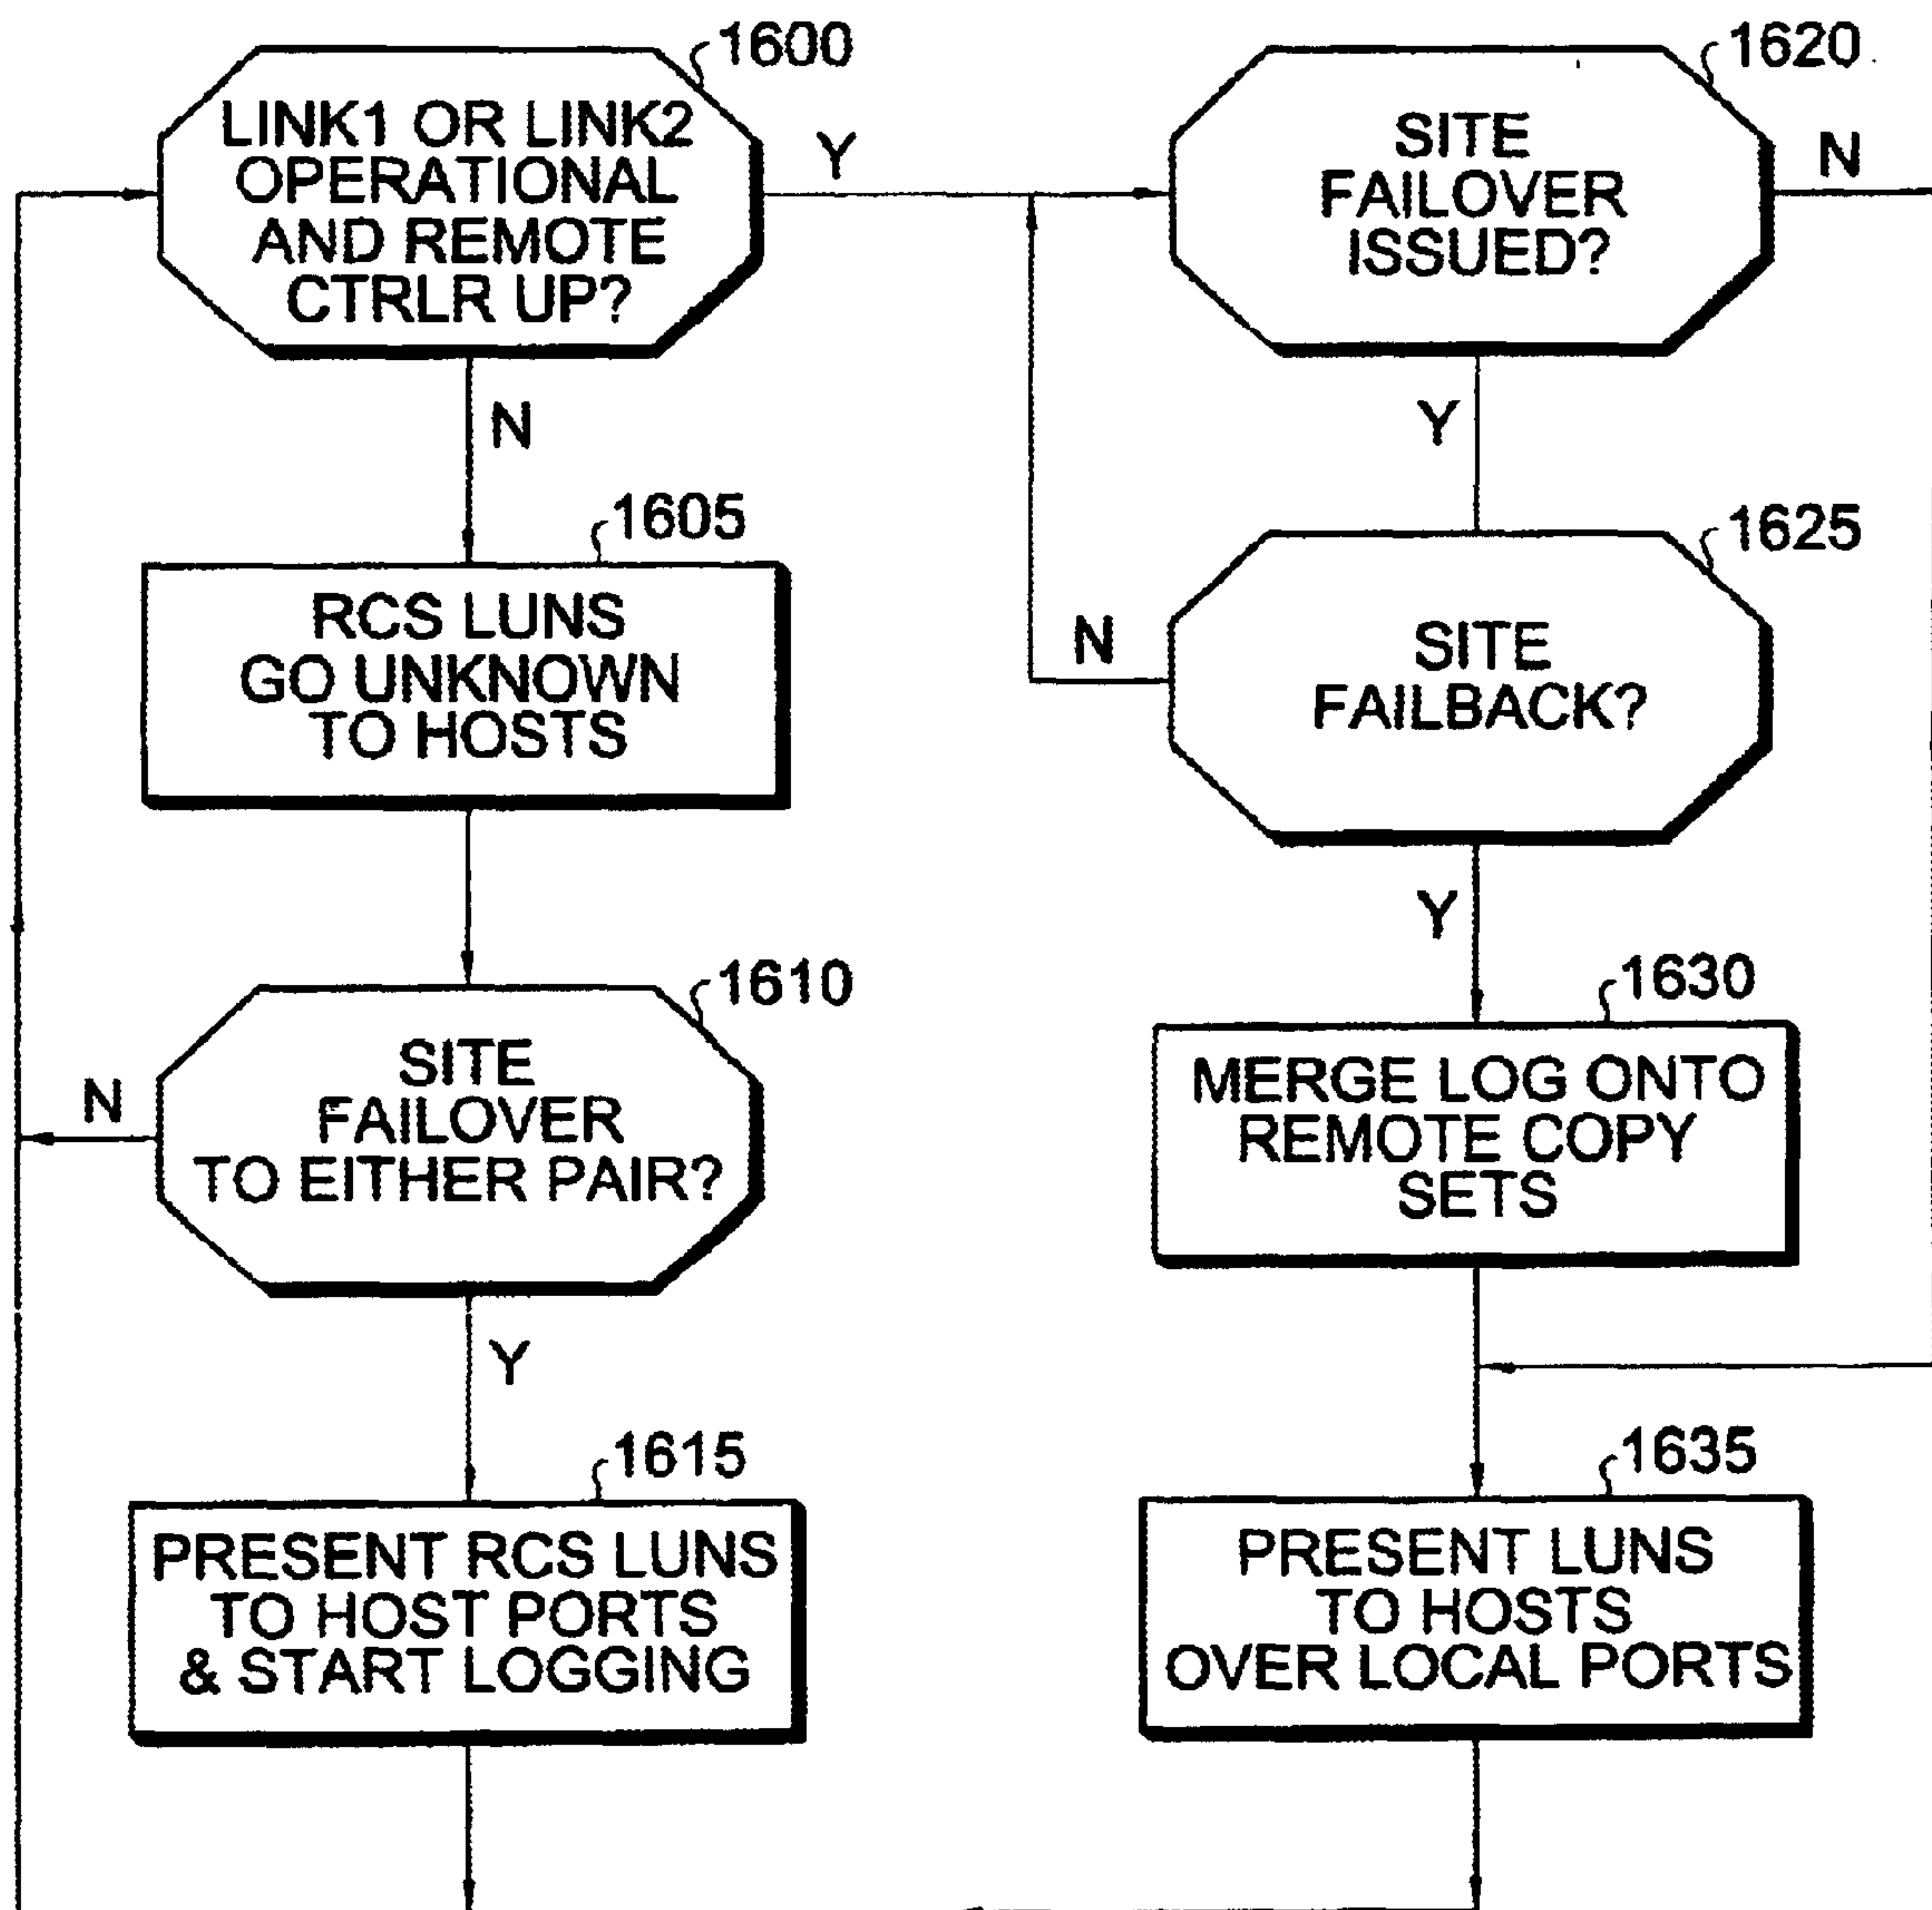 1600
LINK1 OR LINK2
OPERATIONAL
AND REMOTE
CTRLR UP?
Y
N
1605
RCS LUNS
GO UNKNOWN
TO HOSTS
1610
SITE
FAILOVER
TO EITHER PAIR?
N
Y
1615
PRESENT RCS LUNS
TO HOST PORTS
& START LOGGING
1620
SITE
FAILOVER
ISSUED?
N
Y
1625
SITE
FAILBACK?
N
Y
1630
MERGE LOG ONTO
REMOTE COPY
SETS
1635
PRESENT LUNS
TO HOSTS
OVER LOCAL PORTS